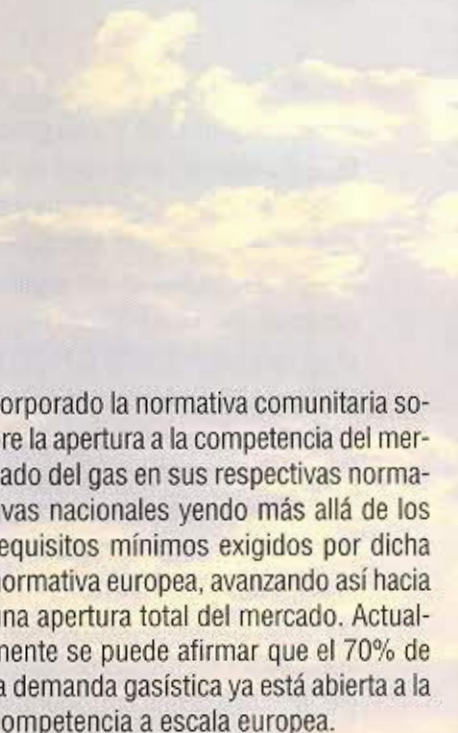 corporado la normativa comunitaria so-
re la apertura a la competencia del mer-
ado del gas en sus respectivas norma-
vas nacionales yendo más allá de los
equisitos mínimos exigidos por dicha
ormativa europea, avanzando así hacia
na apertura total del mercado. Actual-
nente se puede afirmar que el 70% de
a demanda gasística ya está abierta a la
ompetencia a escala europea.